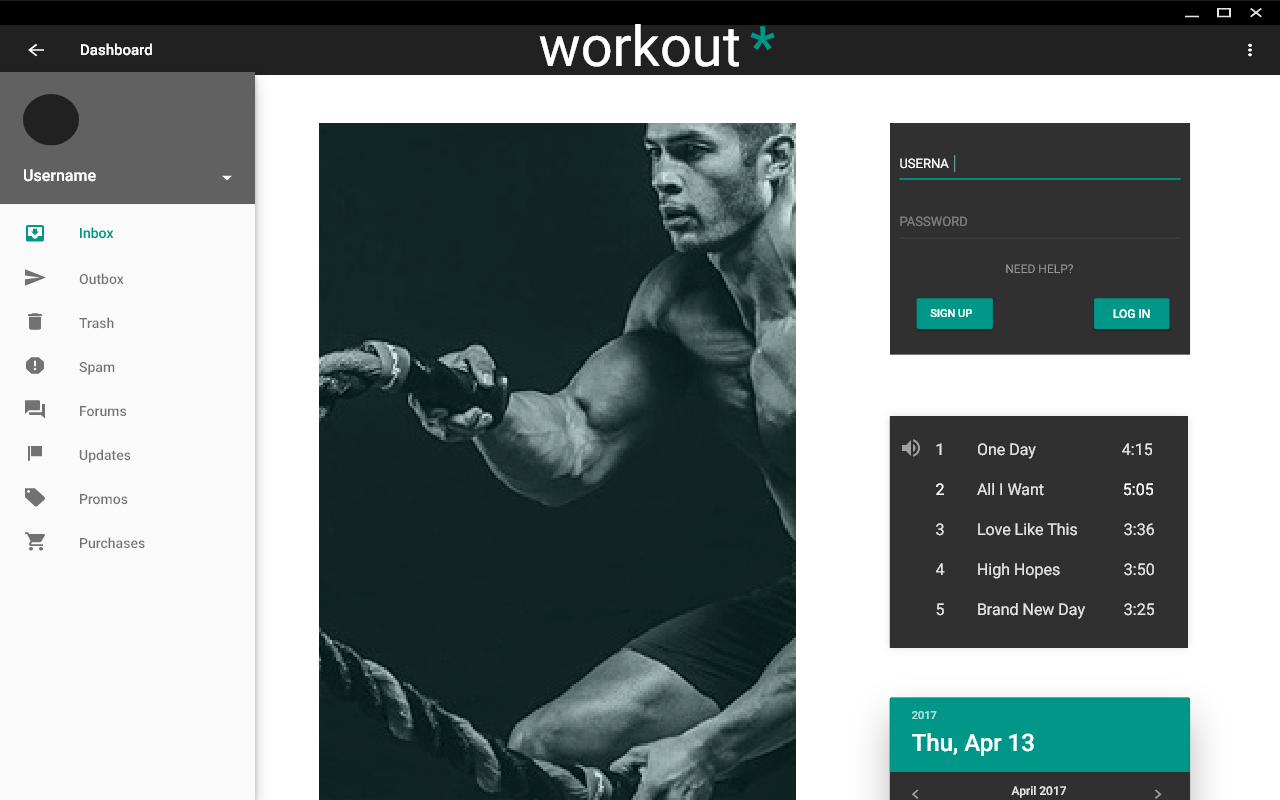 Dashboard
workout*
Username
Inbox
Outbox
Trash
Spam
Forums
Updates
Promos
Purchases
USERNA
PASSWORD
NEED HELP?
SIGN UP LOG IN
1 One Day 4:15
2 All I Want 5:05
3 Love Like This 3:36
4 High Hopes 3:50
5 Brand New Day 3:25
2017
Thu, Apr 13
April 2017